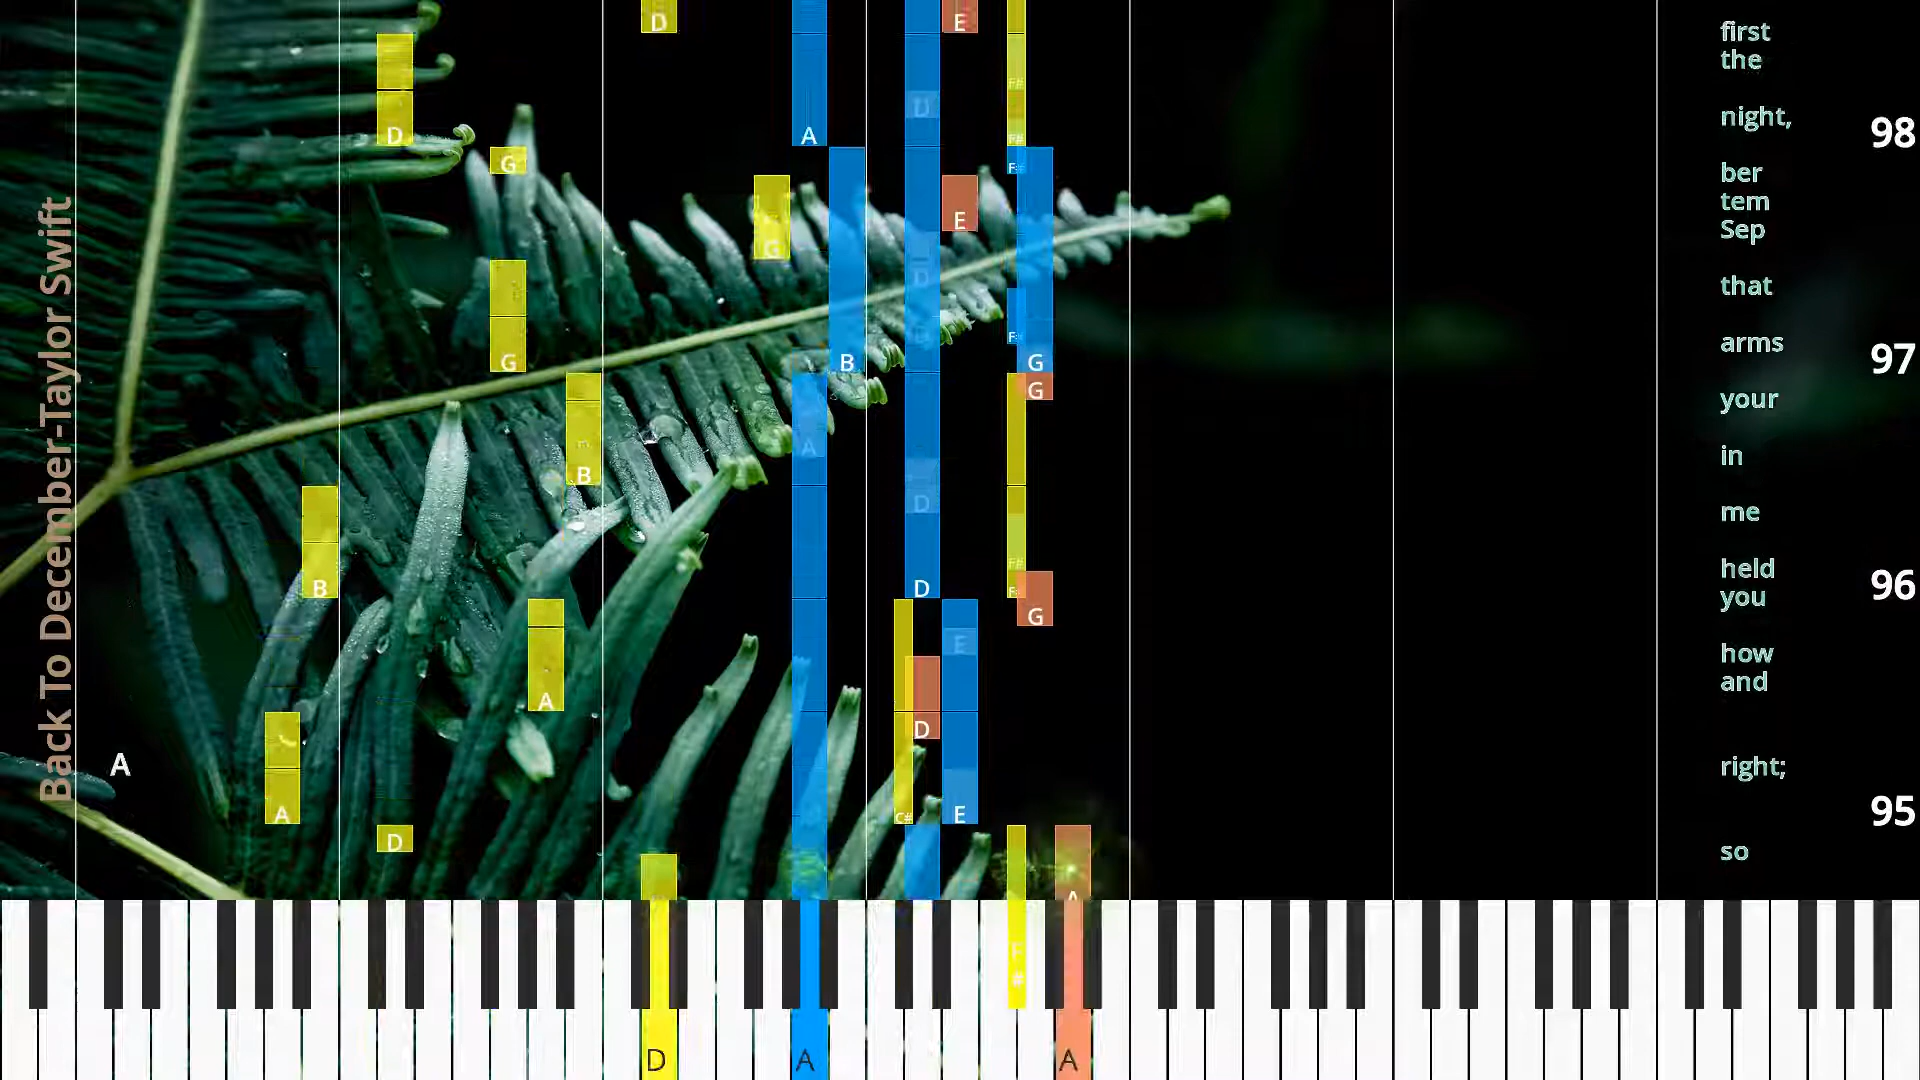 Back To December-Taylor Swift
D
E
first
the
F#
D
night,
98
D
A
F#
G
F#
ber
tem
Sep
E
G
D
that
F#
arms
97
G
B
G
G
your
A
in
B
D
me
F#
held
96
B
D
F#
you
G
E
how
and
A
D
A
right;
95
A
C#
E
D
so
A
F
#
D
A
A